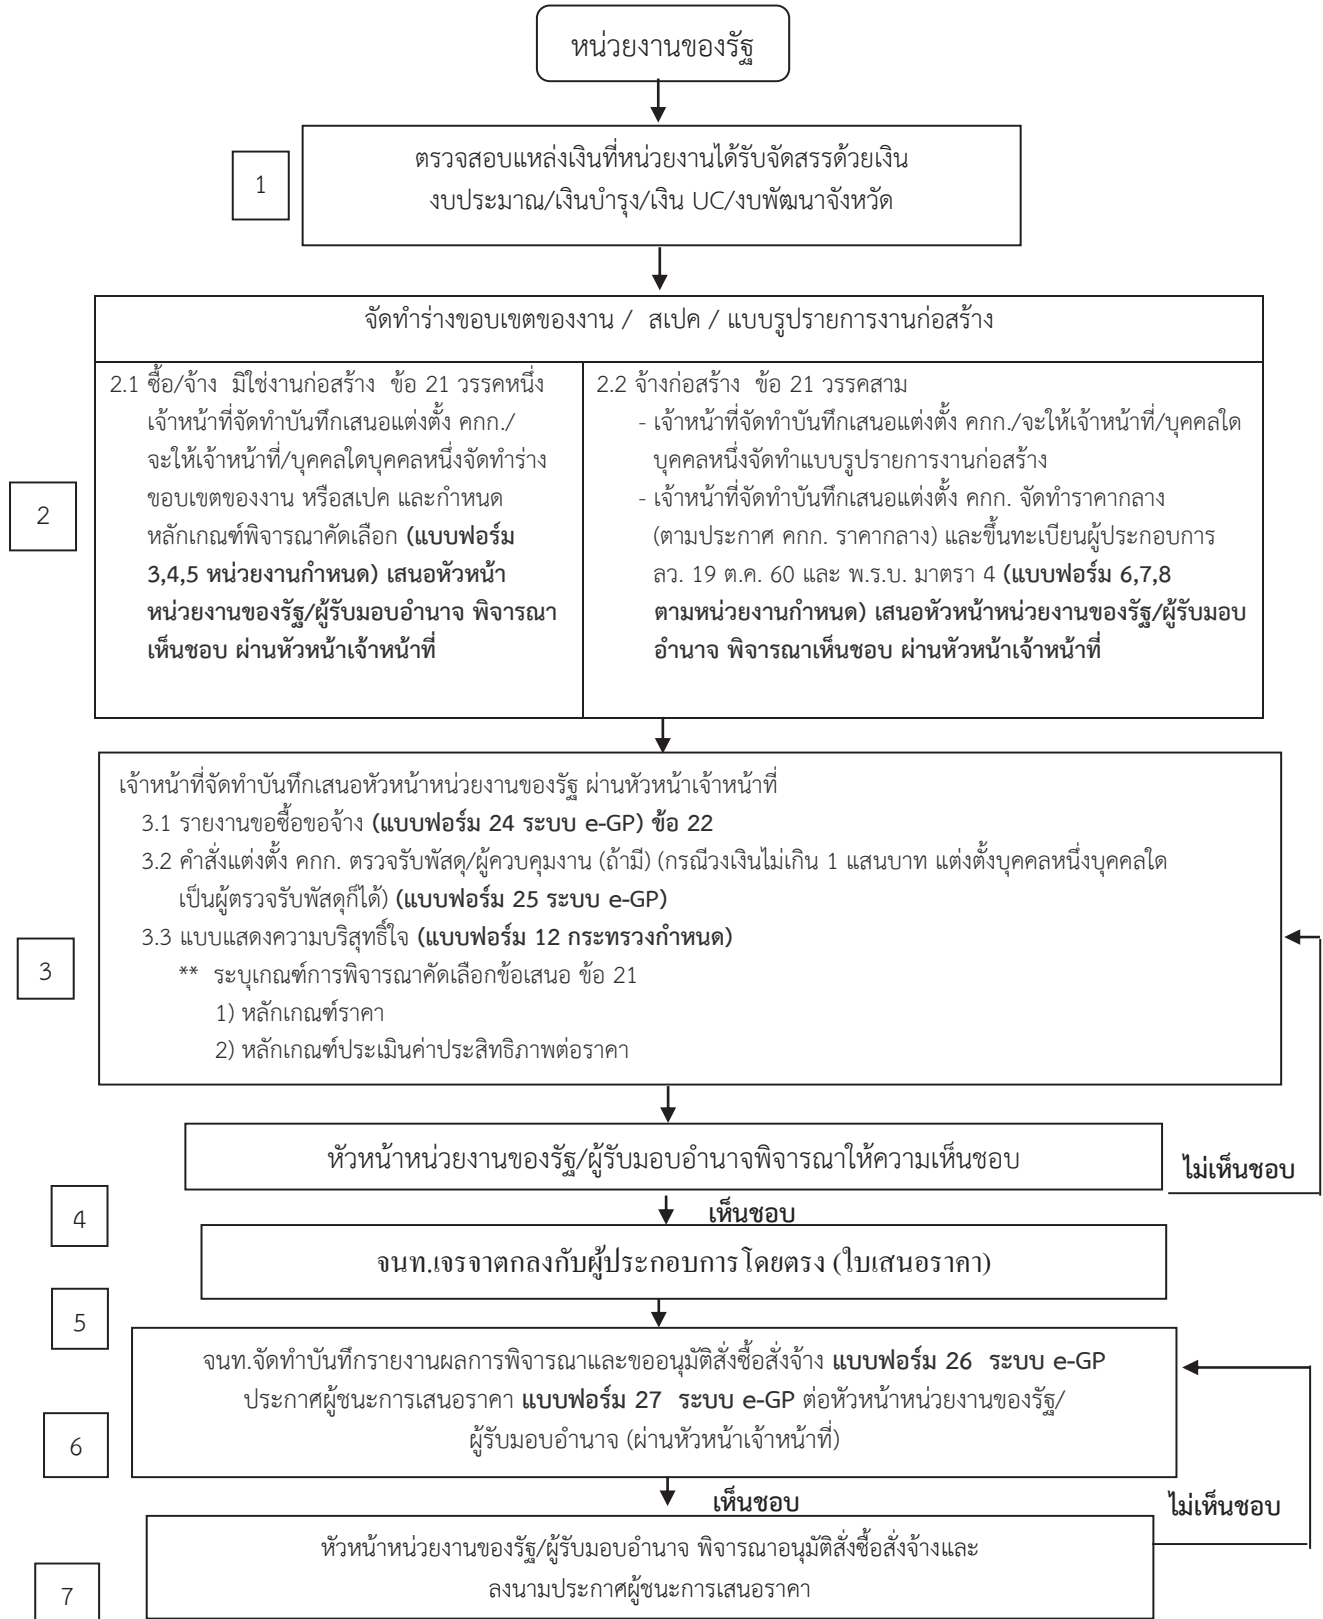 หน่วยงานของรัฐ
1
ตรวจสอบแหล่งเงินที่หน่วยงานได้รับจัดสรรด้วยเงิน
งบประมาณ/เงินบำรุง/เงิน UC/งบพัฒนาจังหวัด
จัดทำร่างขอบเขตของงาน / สเปค / แบบรูปรายการงานก่อสร้าง
2
2.1 ซื้อ/จ้าง มิใช่งานก่อสร้าง ข้อ 21 วรรคหนึ่ง
เจ้าหน้าที่จัดทำบันทึกเสนอแต่งตั้ง คกก./
จะให้เจ้าหน้าที่/บุคคลใดบุคคลหนึ่งจัดทำร่าง
ขอบเขตของงาน หรือสเปค และกำหนด
หลักเกณฑ์พิจารณาคัดเลือก (แบบฟอร์ม
3,4,5 หน่วยงานกำหนด) เสนอหัวหน้า
หน่วยงานของรัฐ/ผู้รับมอบอำนาจ พิจารณา
เห็นชอบ ผ่านหัวหน้าเจ้าหน้าที่
2.2 จ้างก่อสร้าง ข้อ 21 วรรคสาม
- เจ้าหน้าที่จัดทำบันทึกเสนอแต่งตั้ง คกก./จะให้เจ้าหน้าที่/บุคคลใด
บุคคลหนึ่งจัดทำแบบรูปรายการงานก่อสร้าง
- เจ้าหน้าที่จัดทำบันทึกเสนอแต่งตั้ง คกก. จัดทำราคากลาง
(ตามประกาศ คกก. ราคากลาง) และขึ้นทะเบียนผู้ประกอบการ
ลว. 19 ต.ค. 60 และ พ.ร.บ. มาตรา 4 (แบบฟอร์ม 6,7,8
ตามหน่วยงานกำหนด) เสนอหัวหน้าหน่วยงานของรัฐ/ผู้รับมอบ
อำนาจ พิจารณาเห็นชอบ ผ่านหัวหน้าเจ้าหน้าที่
3
เจ้าหน้าที่จัดทำบันทึกเสนอหัวหน้าหน่วยงานของรัฐ ผ่านหัวหน้าเจ้าหน้าที่
3.1 รายงานขอซื้อขอจ้าง (แบบฟอร์ม 24 ระบบ e-GP) ข้อ 22
3.2 คำสั่งแต่งตั้ง คกก. ตรวจรับพัสดุ/ผู้ควบคุมงาน (ถ้ามี) (กรณีวงเงินไม่เกิน 1 แสนบาท แต่งตั้งบุคคลหนึ่งบุคคลใด
เป็นผู้ตรวจรับพัสดุก็ได้) (แบบฟอร์ม 25 ระบบ e-GP)
3.3 แบบแสดงความบริสุทธิ์ใจ (แบบฟอร์ม 12 กระทรวงกำหนด)
** ระบุเกณฑ์การพิจารณาคัดเลือกข้อเสนอ ข้อ 21
1) หลักเกณฑ์ราคา
2) หลักเกณฑ์ประเมินค่าประสิทธิภาพต่อราคา
หัวหน้าหน่วยงานของรัฐ/ผู้รับมอบอำนาจพิจารณาให้ความเห็นชอบ
ไม่เห็นชอบ
4
เห็นชอบ
จนท.เจรจาตกลงกับผู้ประกอบการโดยตรง (ใบเสนอราคา)
5
จนท.จัดทำบันทึกรายงานผลการพิจารณาและขออนุมัติสั่งซื้อสั่งจ้าง แบบฟอร์ม 26 ระบบ e-GP
ประกาศผู้ชนะการเสนอราคา แบบฟอร์ม 27 ระบบ e-GP ต่อหัวหน้าหน่วยงานของรัฐ/
ผู้รับมอบอำนาจ (ผ่านหัวหน้าเจ้าหน้าที่)
6
เห็นชอบ
ไม่เห็นชอบ
หัวหน้าหน่วยงานของรัฐ/ผู้รับมอบอำนาจ พิจารณาอนุมัติสั่งซื้อสั่งจ้างและ
ลงนามประกาศผู้ชนะการเสนอราคา
7